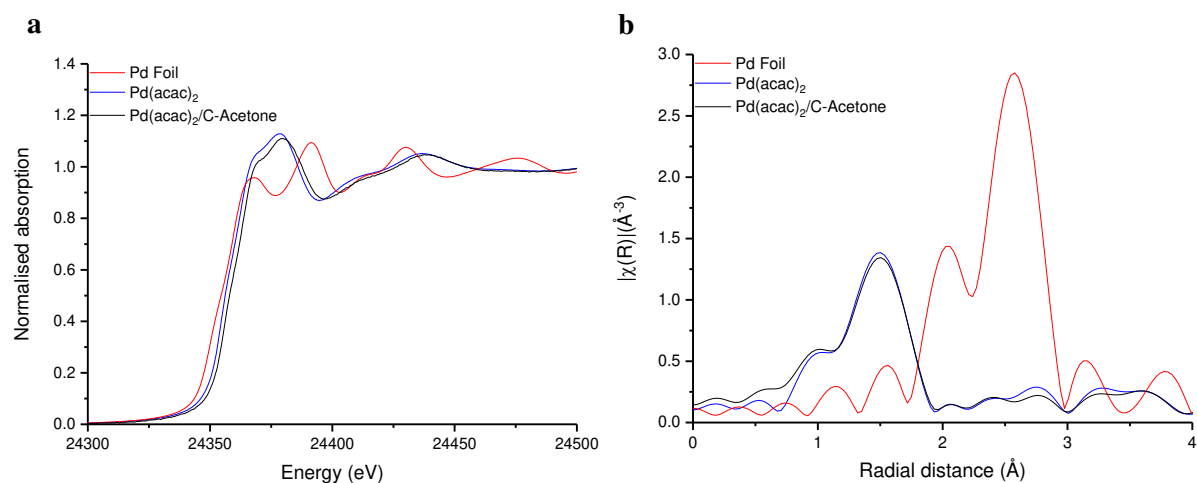 a
1.4
1.2
1.0
0.8
0.6
0.4
0.2
0.0
Normalised absorption
Pd Foil
Pd(acac)₂
Pd(acac)₂/C-Acetone
24300
24350
24400
24450
24500
Energy (eV)
b
3.0
2.5
2.0
1.5
1.0
0.5
0.0
|χ(R)|(Å⁻³)
Pd Foil
Pd(acac)₂
Pd(acac)₂/C-Acetone
0
1
2
3
4
Radial distance (Å)